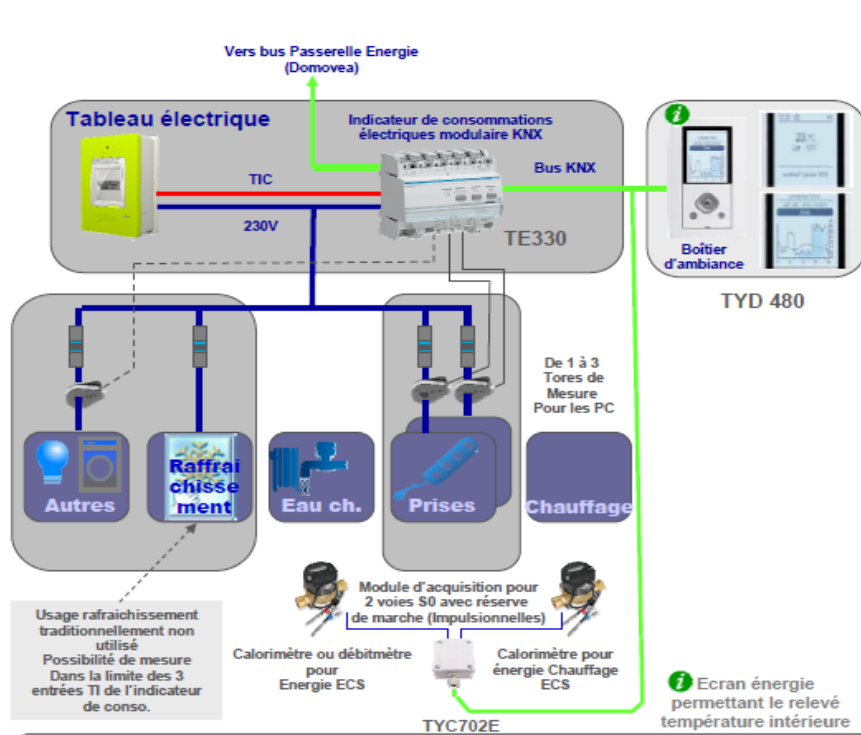 Vers bus Passerelle Energie
(Domovea)
Tableau électrique
Indicateur de consommations
électriques modulaire KNX
TIC
Bus KNX
230V
TE330
Boîtier
d'ambiance
TYD 480
De 1 à 3
Tores de
Mesure
Pour les PC
Autres
Raffrai
chisse
ment
Eau ch.
Prises
Chauffage
Usage rafraichissement
traditionnellement non
utilisé
Possibilité de mesure
Dans la limite des 3
entrées TI de l'indicateur
de conso.
Module d'acquisition pour
2 voies S0 avec réserve
de marche (Impulsionnelles)
Calorimètre ou débitmètre
pour
Energie ECS
Calorimètre pour
énergie Chauffage
ECS
TYC702E
i Ecran énergie
permettant le relevé
température intérieure